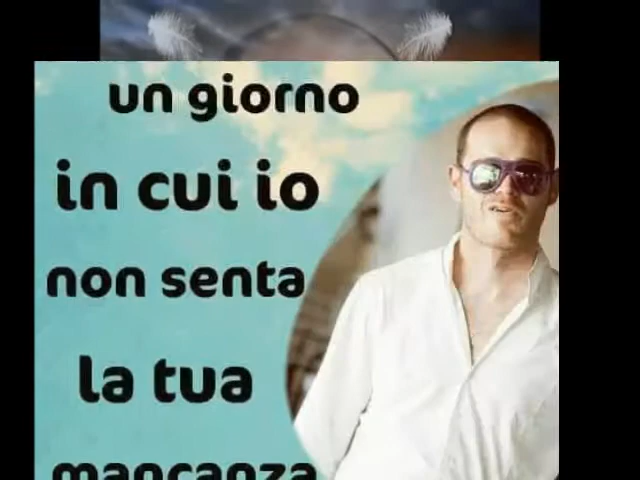 un giorno
in cui io
non senta
la tua
mancanza